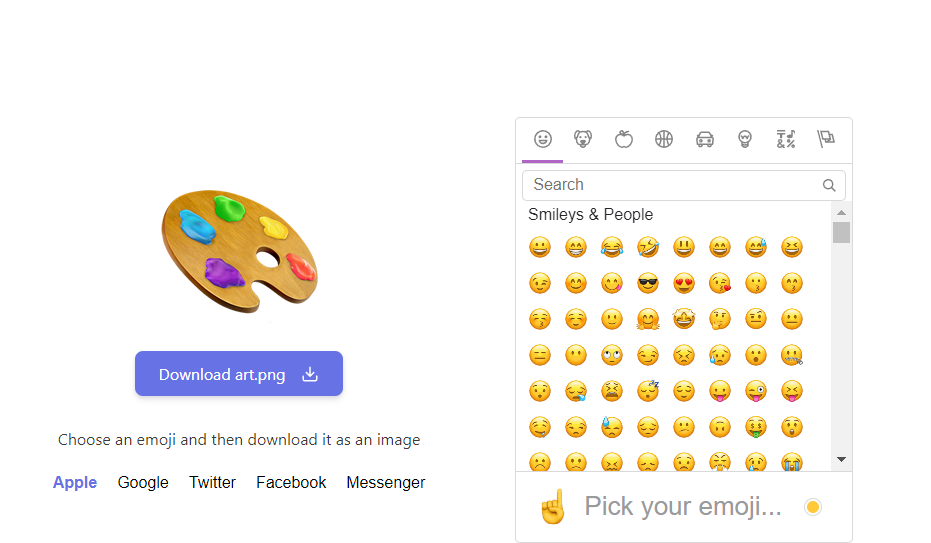 Search
Smileys & People
Download art.png
Choose an emoji and then download it as an image
Apple Google Twitter Facebook Messenger
Pick your emoji...